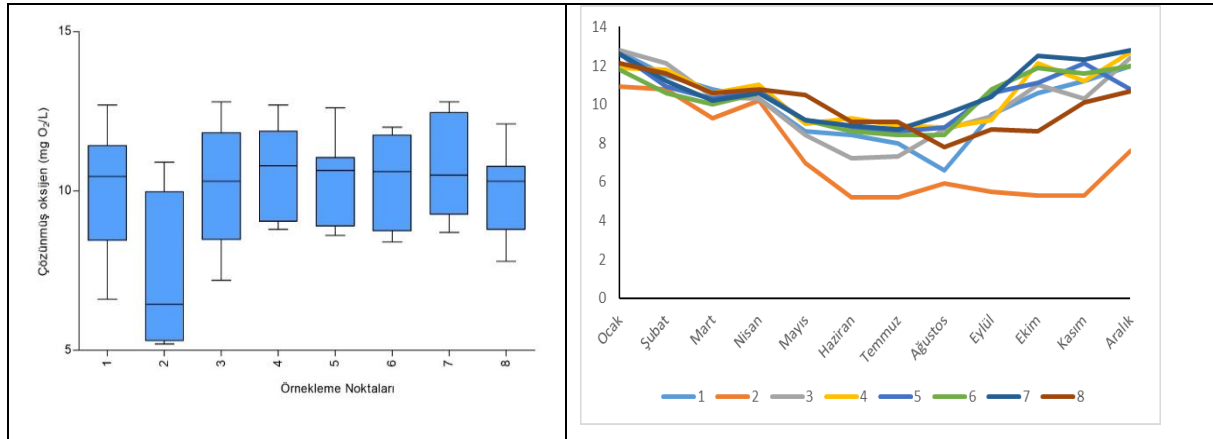 15
10
5
Çözünmüş oksijen (mg O₂/L)
1 2 3 4 5 6 7 8
Örnekleme Noktaları
14
12
10
8
6
4
2
0
Ocak Şubat Mart Nisan Mayıs Haziran Temmuz Ağustos Eylül Ekim Kasım Aralık
1 2 3 4 5 6 7 8